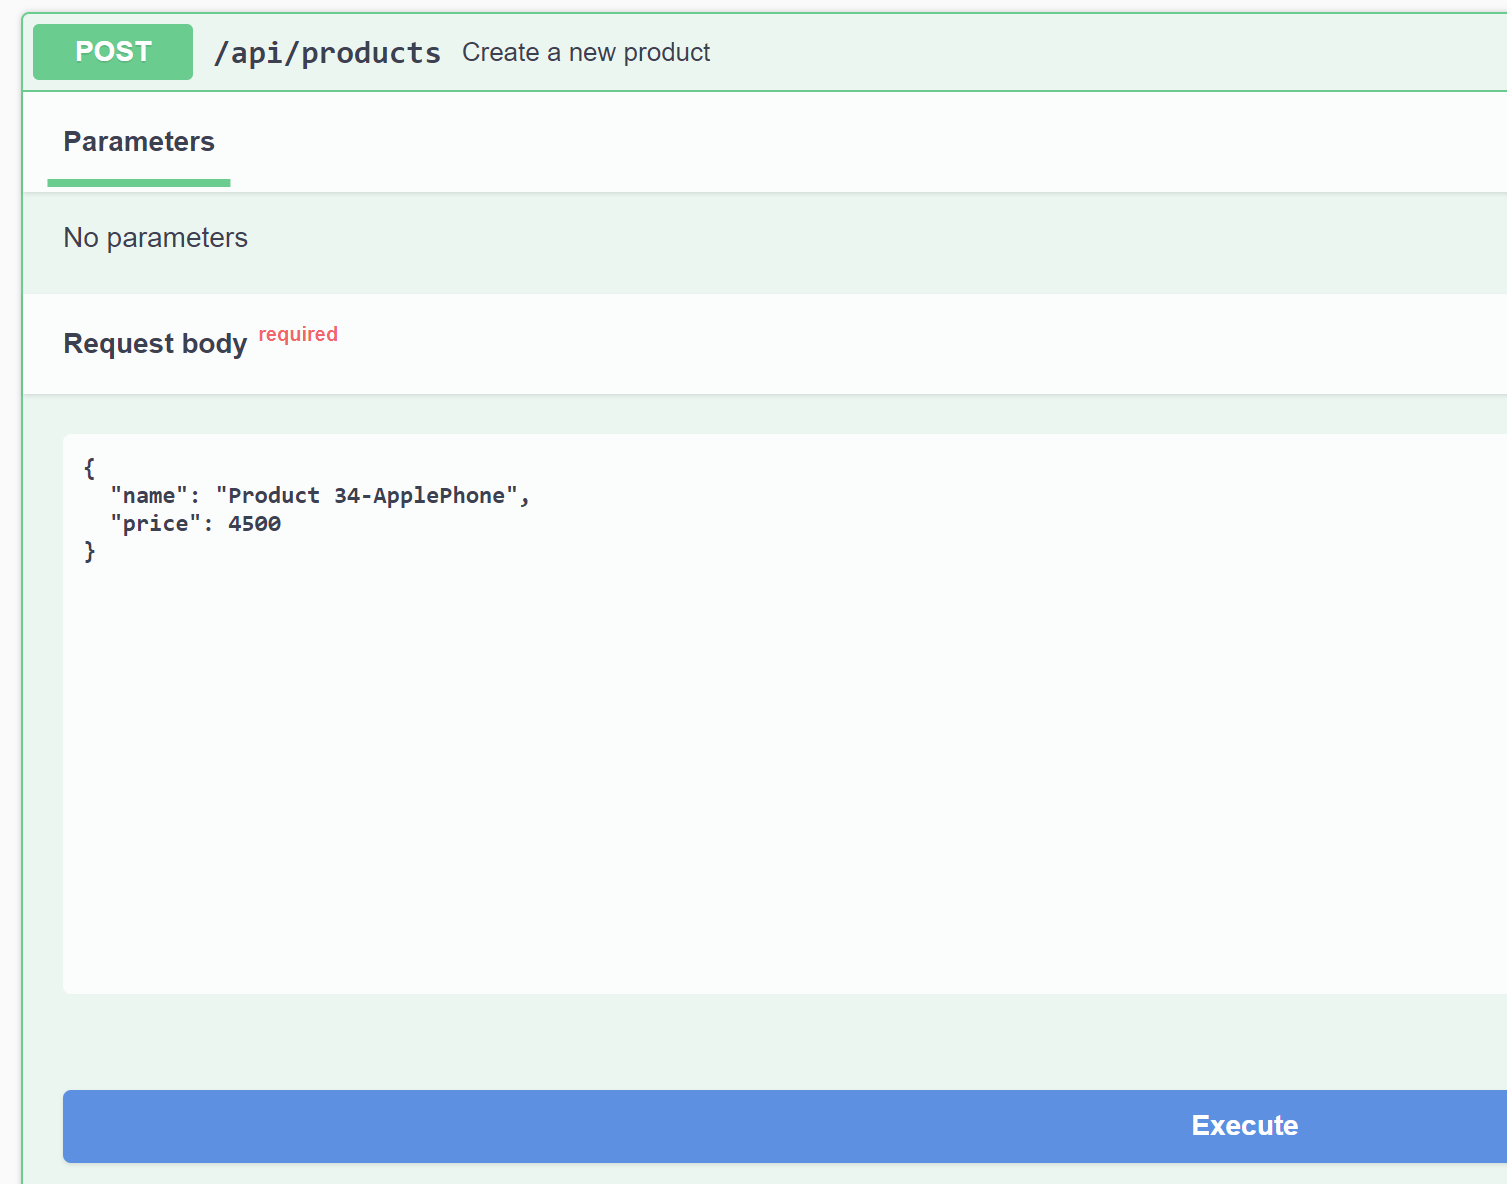 POST /api/products Create a new product
Parameters
No parameters
Request body required
{
  "name": "Product 34-ApplePhone",
  "price": 4500
}
Execute